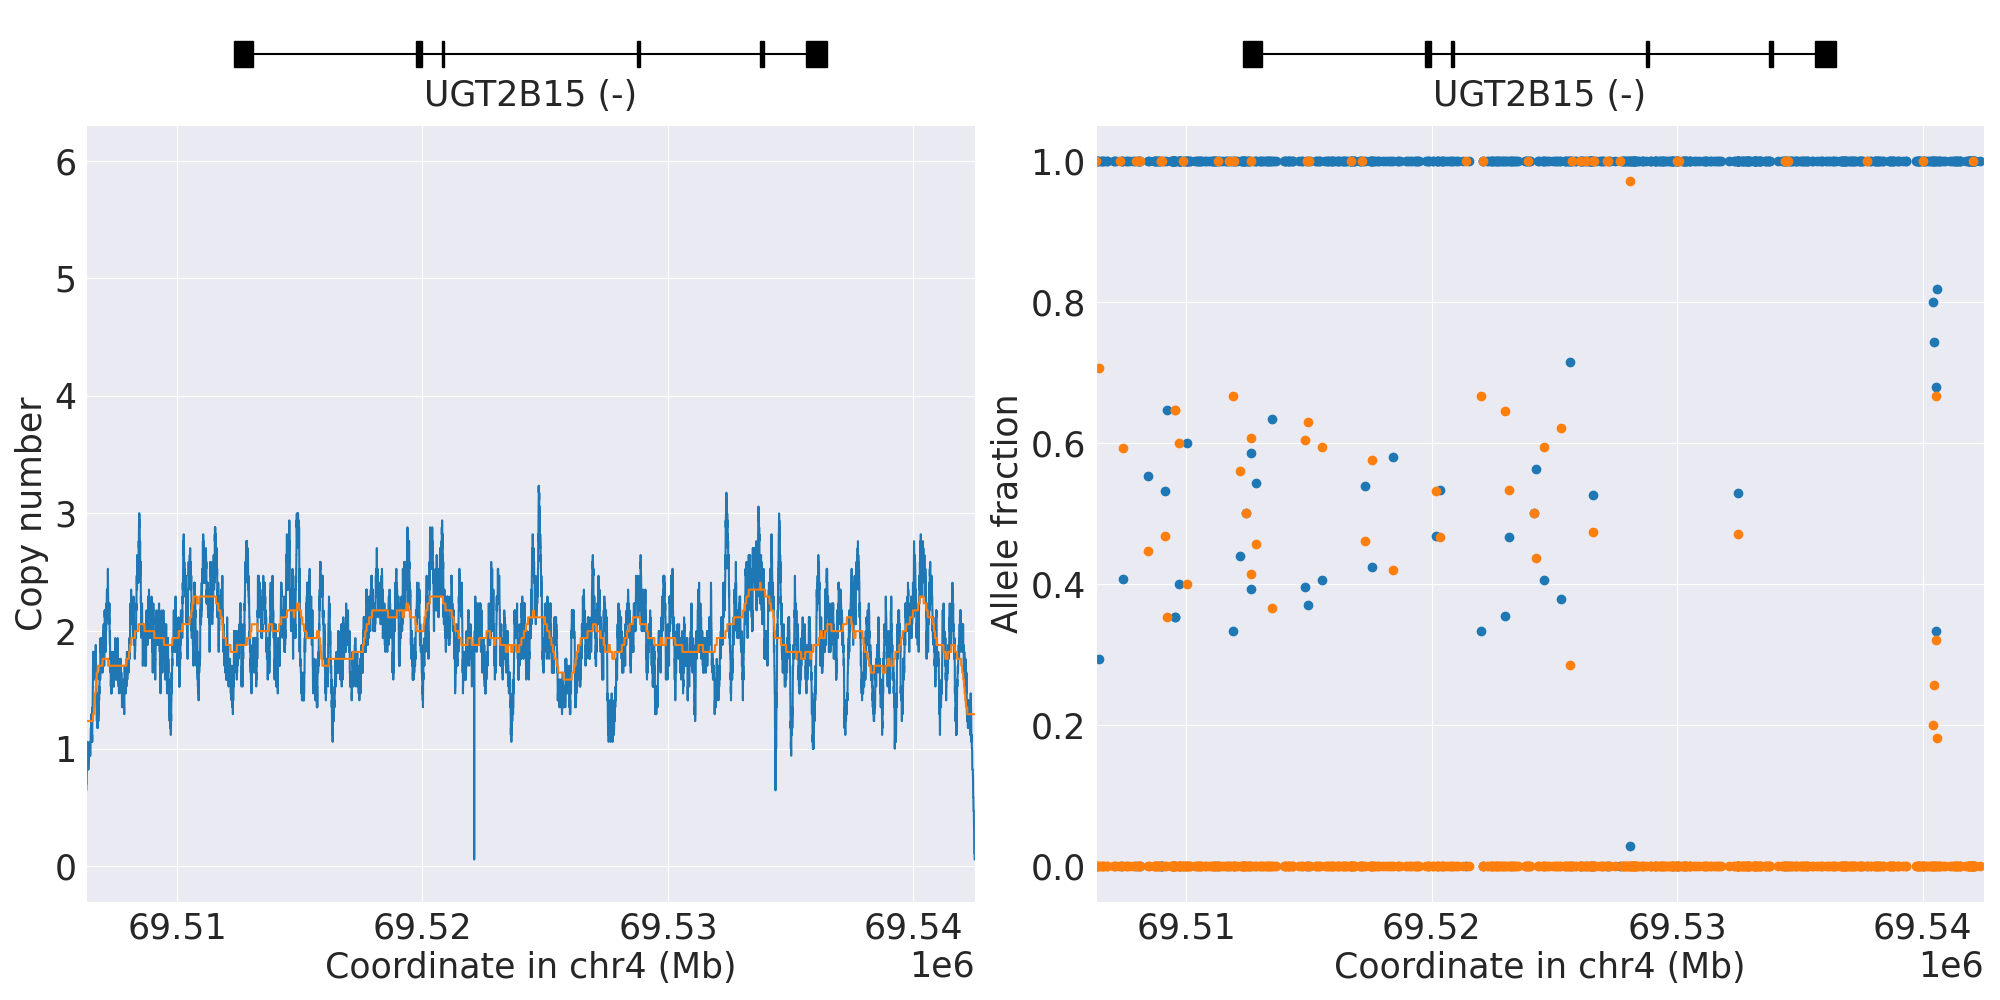 UGT2B15 (-)
6
5
4
3
2
1
0
Copy number
69.51 69.52 69.53 69.54
Coordinate in chr4 (Mb)
1e6
UGT2B15 (-)
1.0
0.8
0.6
0.4
0.2
0.0
Allele fraction
69.51 69.52 69.53 69.54
Coordinate in chr4 (Mb)
1e6